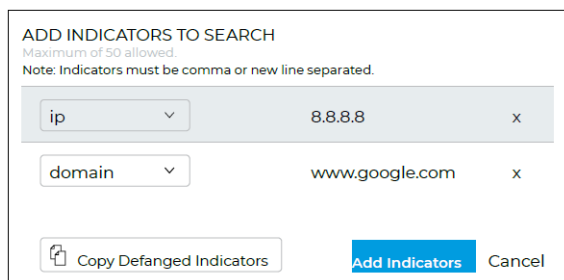 ADD INDICATORS TO SEARCH
Maximum of 50 allowed.
Note: Indicators must be comma or new line separated.
ip 8.8.8.8 x
domain www.google.com x
Copy Defanged Indicators Add Indicators Cancel